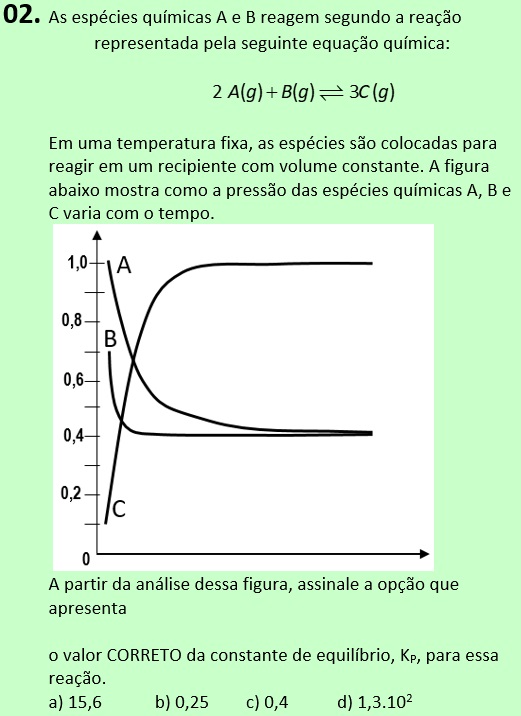 02. As espécies químicas A e B reagem segundo a reação
representada pela seguinte equação química:
2 A(g) + B(g) ⇌ 3C (g)
Em uma temperatura fixa, as espécies são colocadas para
reagir em um recipiente com volume constante. A figura
abaixo mostra como a pressão das espécies químicas A, B e
C varia com o tempo.
1,0
A
0,8
B
0,6
0,4
0,2
C
0
A partir da análise dessa figura, assinale a opção que
apresenta
o valor CORRETO da constante de equilíbrio, Kₚ, para essa
reação.
a) 15,6 b) 0,25 c) 0,4 d) 1,3.10²